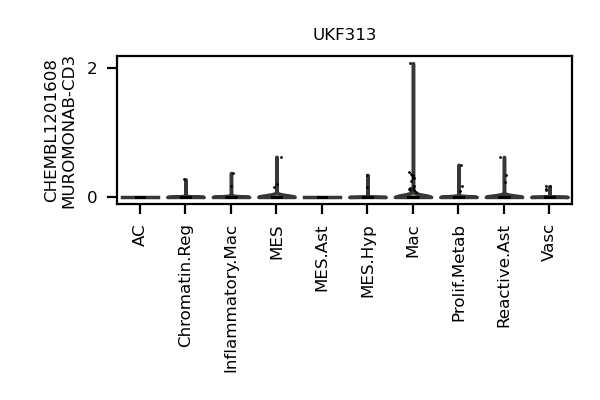 UKF313
CHEMBL1201608
MUROMONAB-CD3
2
0
AC
Chromatin.Reg
Inflammatory.Mac
MES
MES.Ast
MES.Hyp
Mac
Prolif.Metab
Reactive.Ast
Vasc